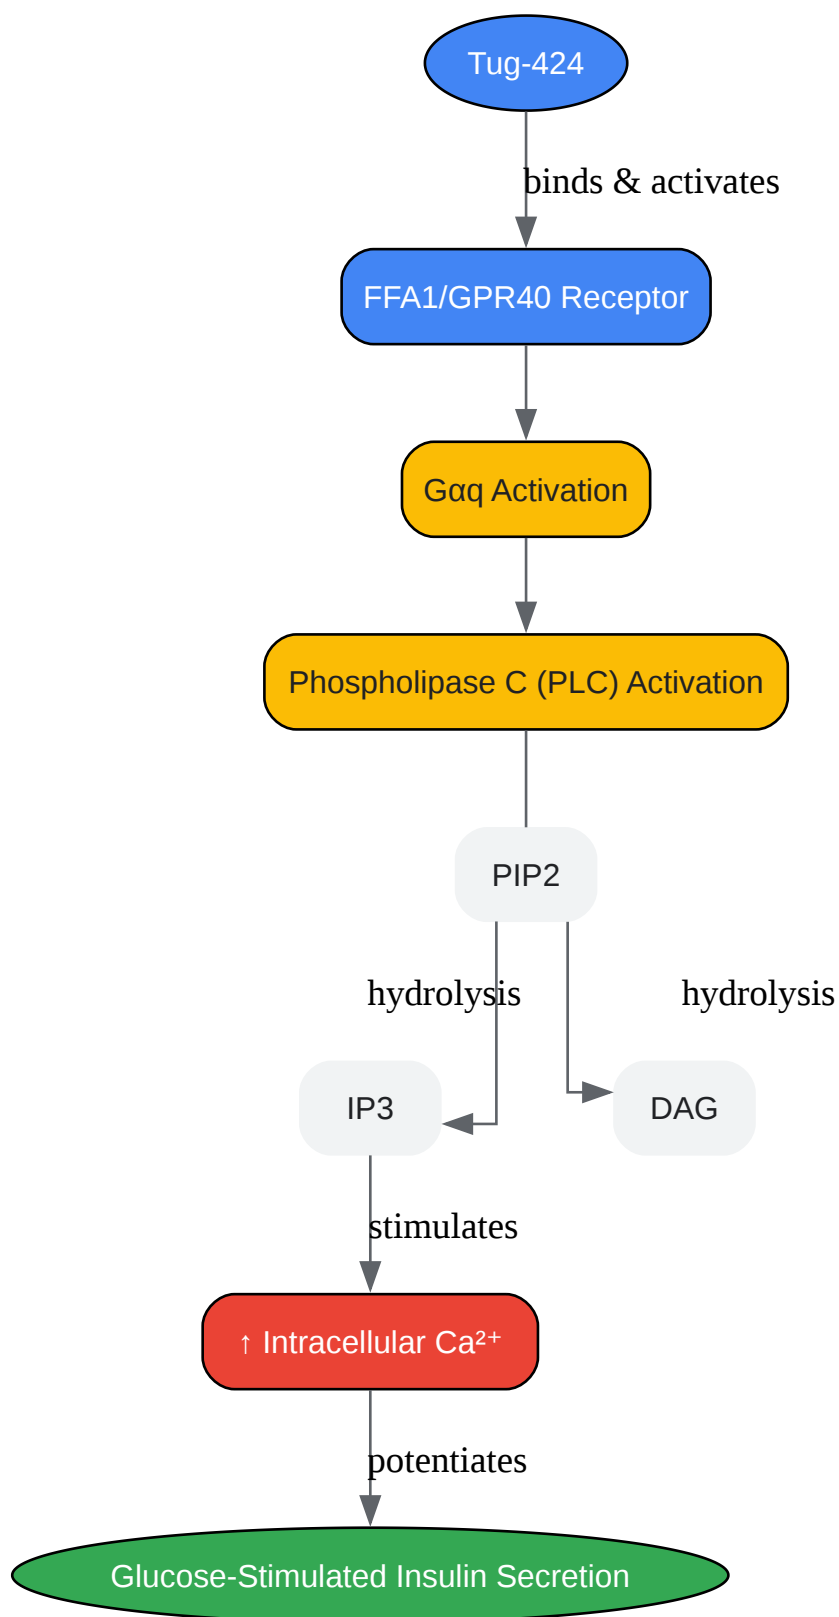 Tug-424
binds & activates
FFA1/GPR40 Receptor
Gαq Activation
Phospholipase C (PLC) Activation
PIP2
hydrolysis
hydrolysis
IP3
DAG
stimulates
↑ Intracellular Ca²⁺
potentiates
Glucose-Stimulated Insulin Secretion